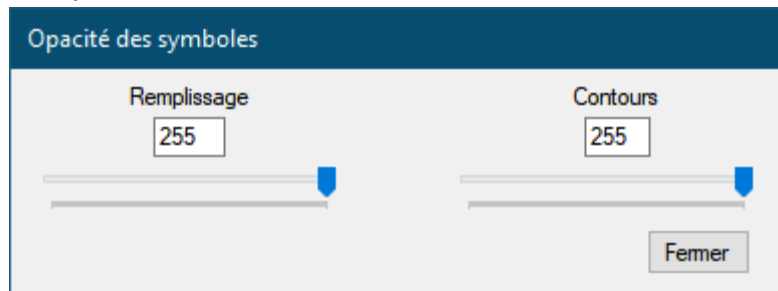 Opacité des symboles
Remplissage
Contours
255
255
Fermer